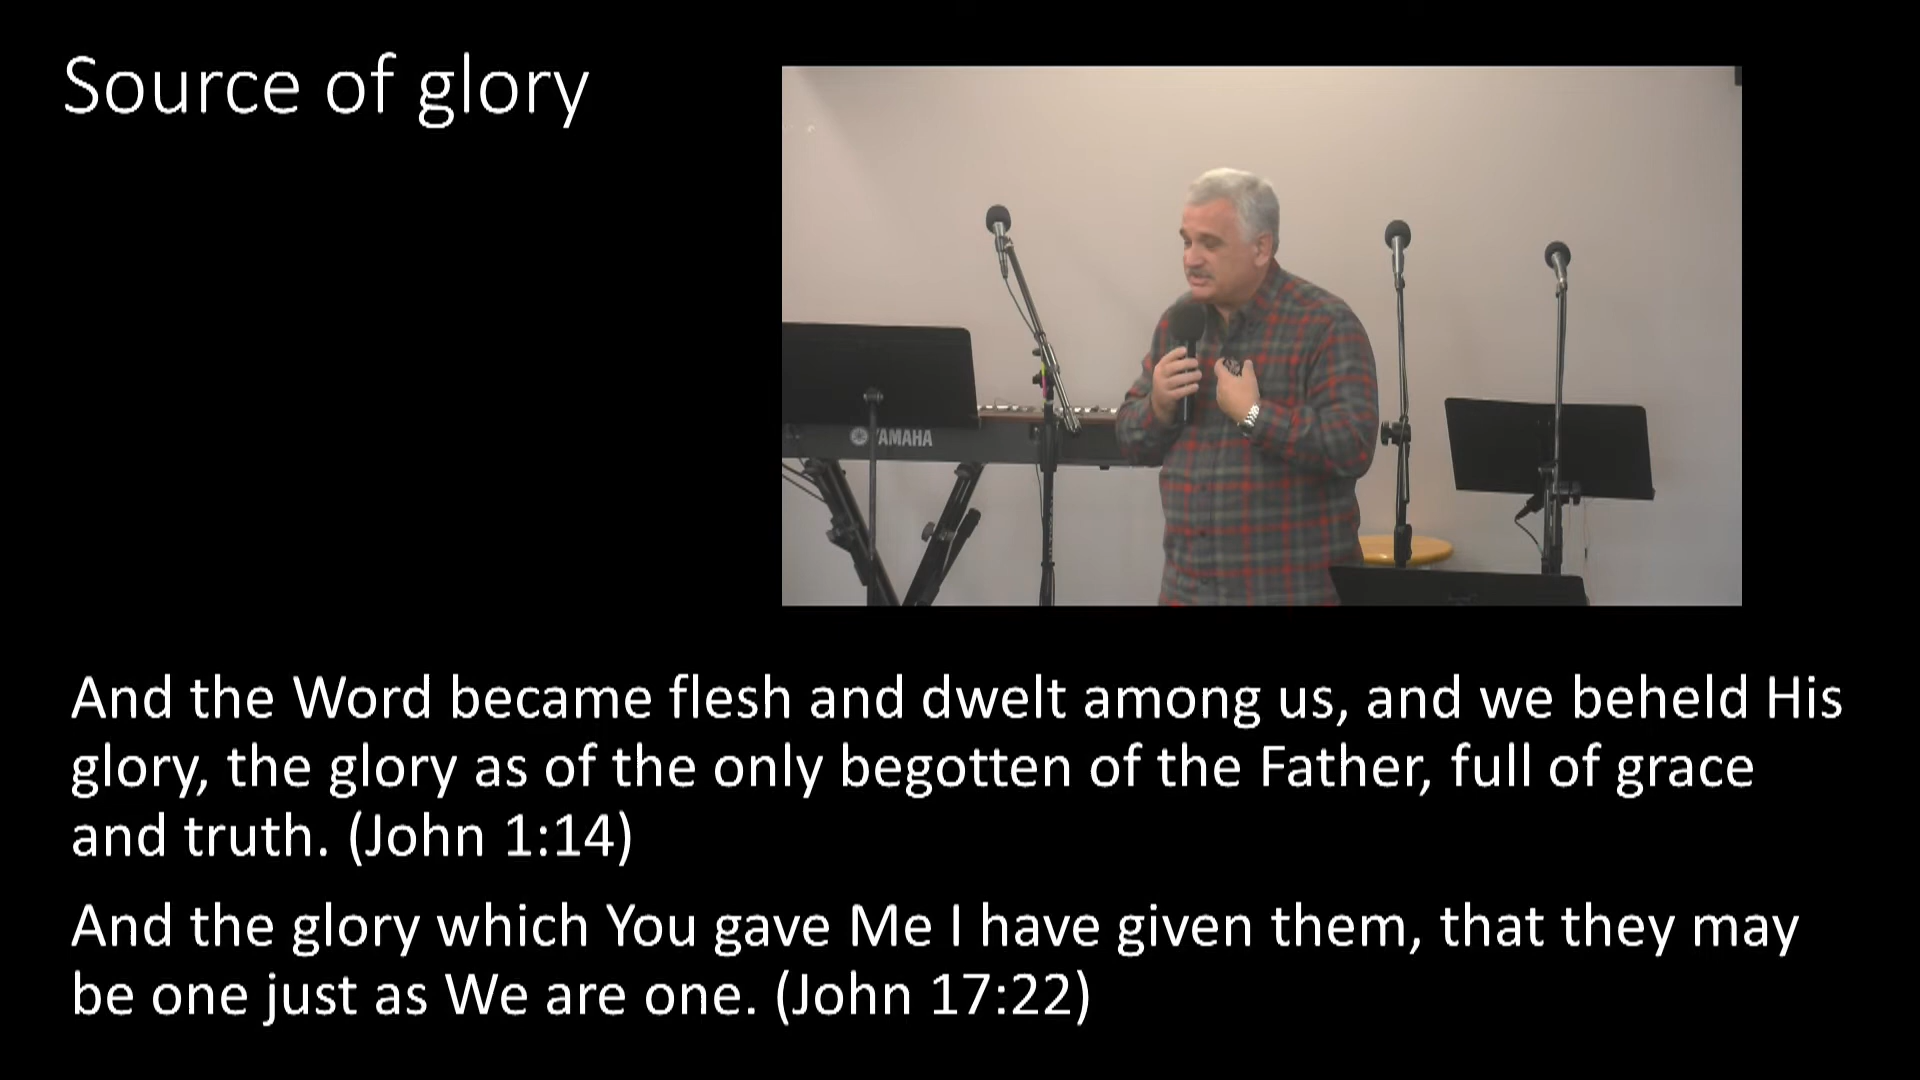 Source of glory
YAMAHA
And the Word became flesh and dwelt among us, and we beheld His
glory, the glory as of the only begotten of the Father, full of grace
and truth. (John 1:14)
And the glory which You gave Me I have given them, that they may
be one just as We are one. (John 17:22)